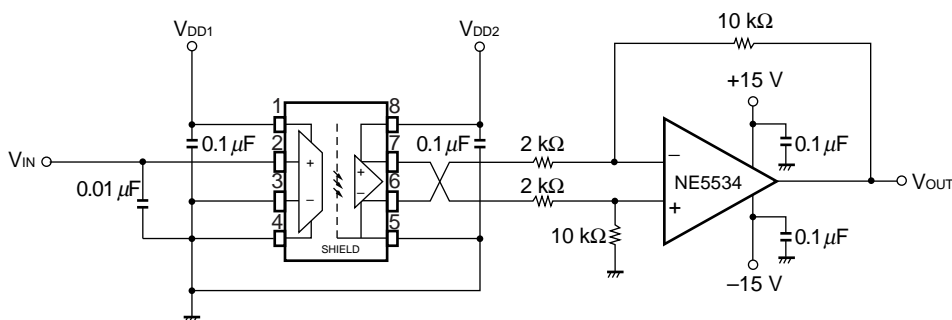 10 kΩ
VDD1
VDD2
+15 V
1
8
0.1 μF
0.1 μF
0.1 μF
VIN
2
7
2 kΩ
+
+
−
NE5534
VOUT
0.01 μF
3
6
2 kΩ
−
−
+
4
5
10 kΩ
0.1 μF
SHIELD
–15 V